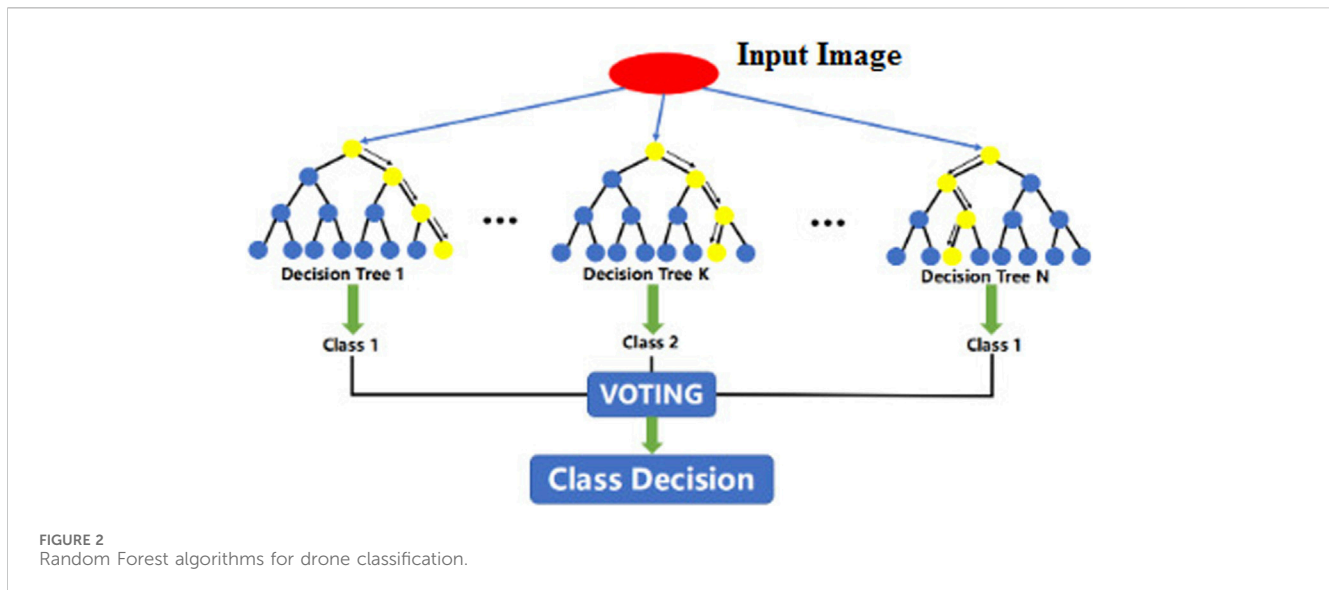 Input Image
Decision Tree 1
Decision Tree K
Decision Tree N
Class 1
Class 2
Class 1
VOTING
Class Decision
FIGURE 2
Random Forest algorithms for drone classification.